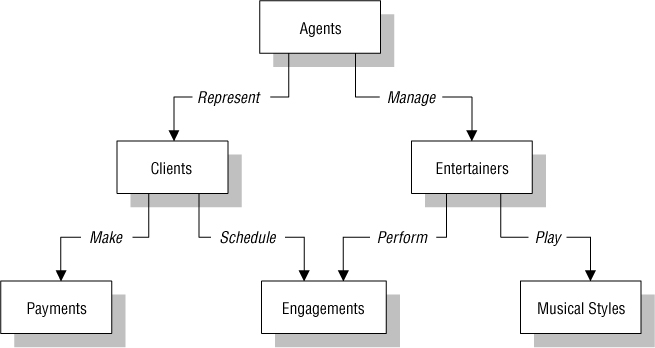 Agents
Represent
Manage
Clients
Entertainers
Make
Schedule
Perform
Play
Payments
Engagements
Musical Styles